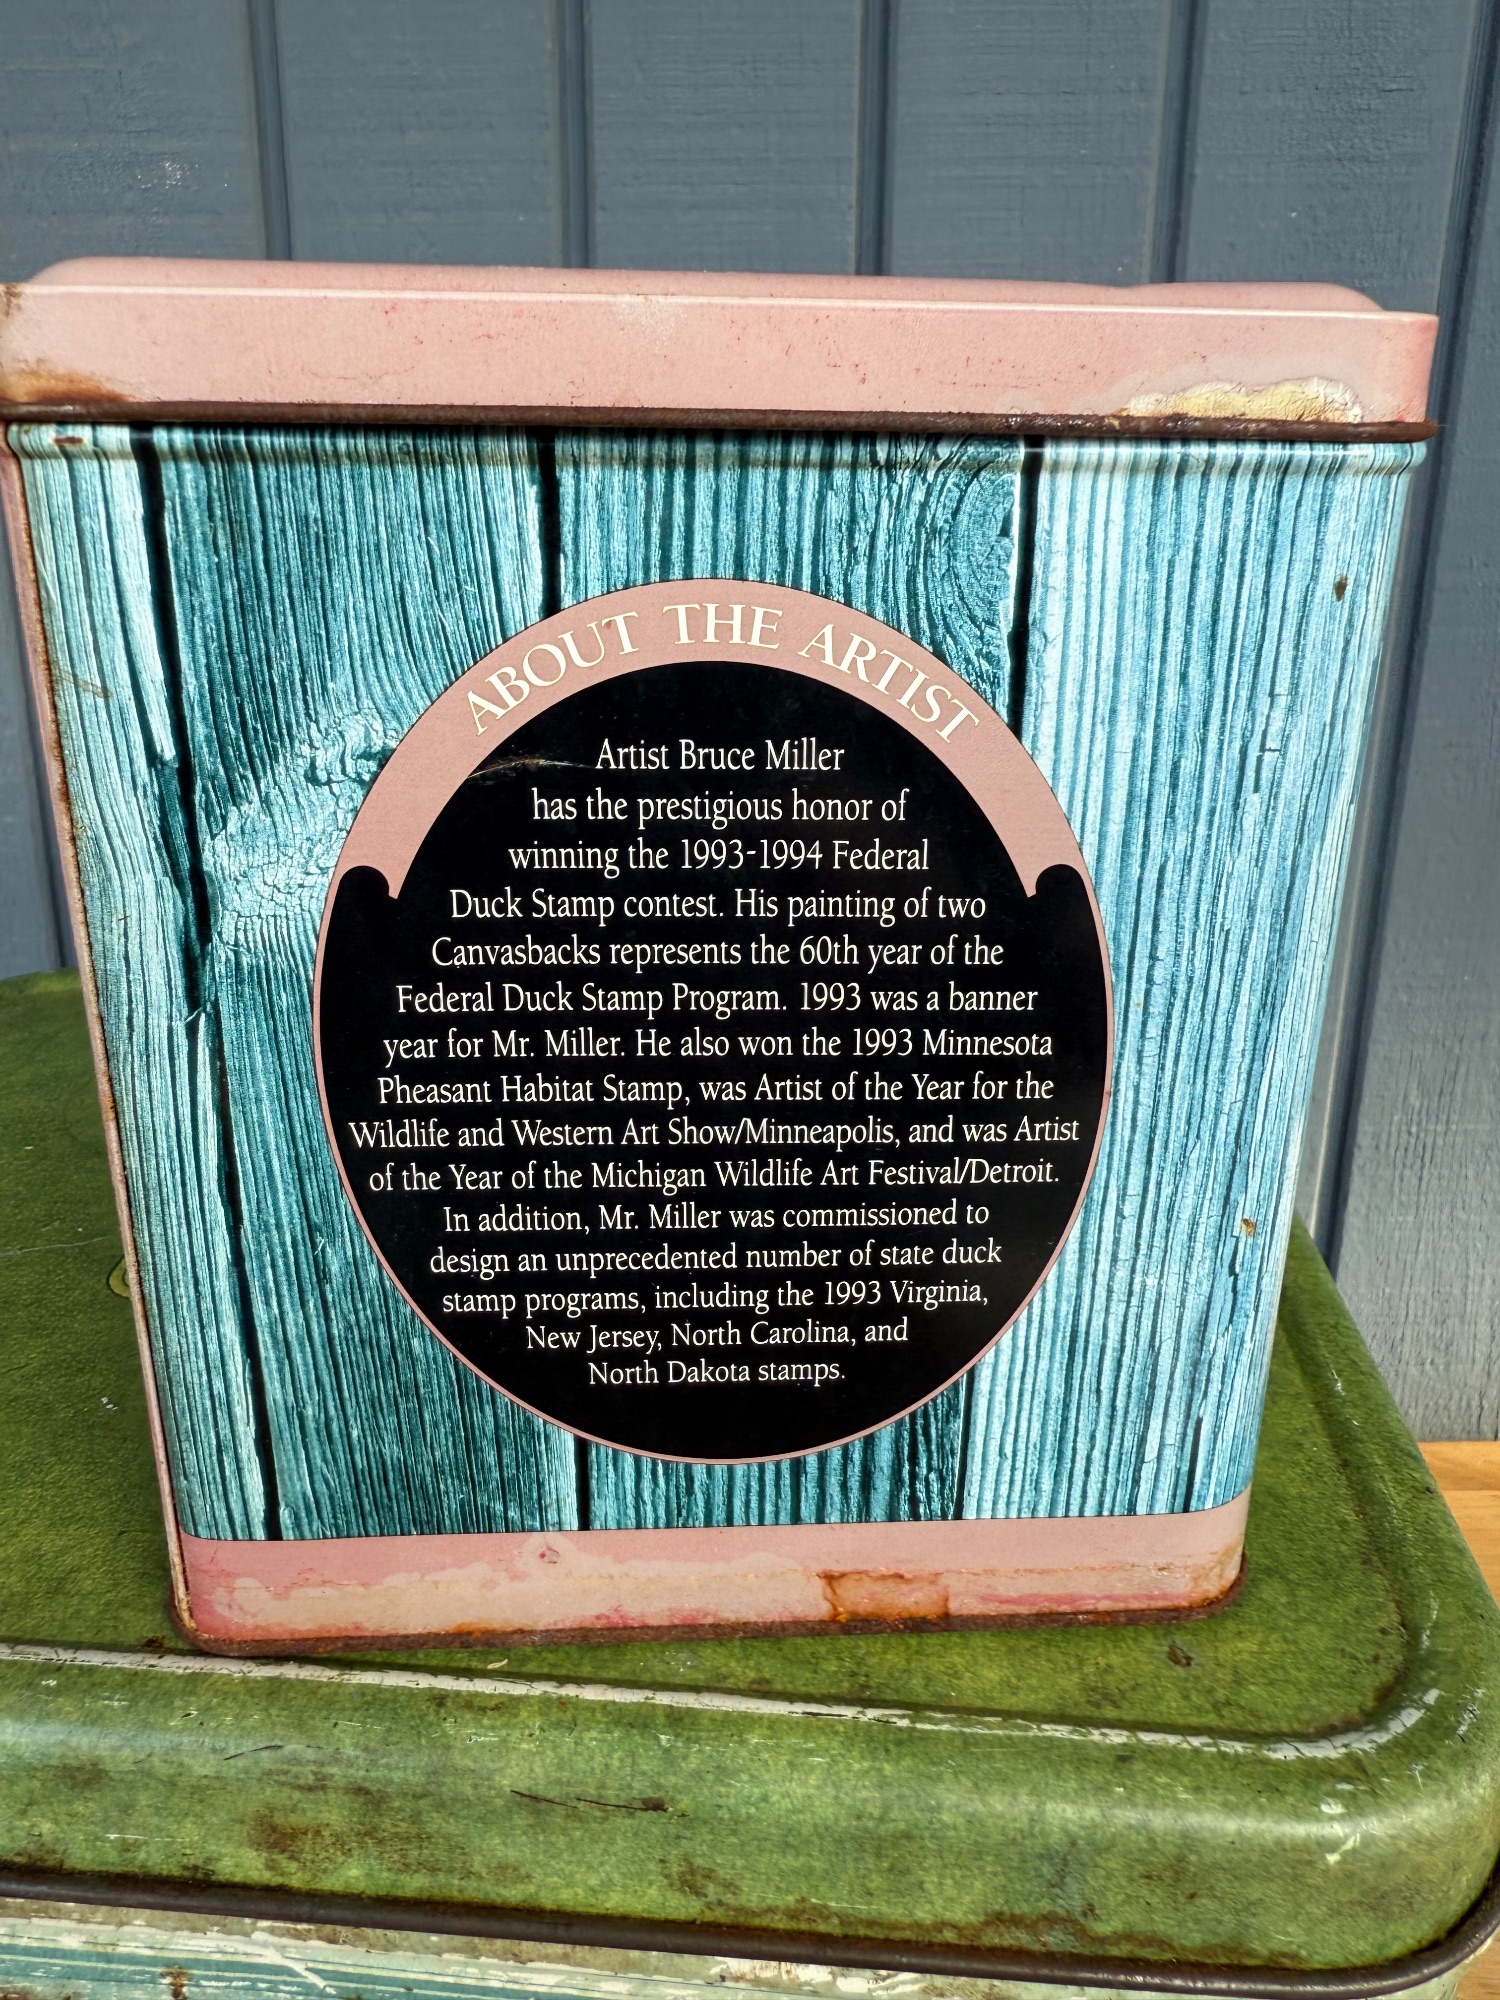 ABOUT THE ARTIST
Artist Bruce Miller
has the prestigious honor of
winning the 1993-1994 Federal
Duck Stamp contest. His painting of two
Canvasbacks represents the 60th year of the
Federal Duck Stamp Program. 1993 was a banner
year for Mr. Miller. He also won the 1993 Minnesota
Pheasant Habitat Stamp, was Artist of the Year for the
Wildlife and Western Art Show/Minneapolis, and was Artist
of the Year of the Michigan Wildlife Art Festival/Detroit.
In addition, Mr. Miller was commissioned to
design an unprecedented number of state duck
stamp programs, including the 1993 Virginia,
New Jersey, North Carolina, and
North Dakota stamps.